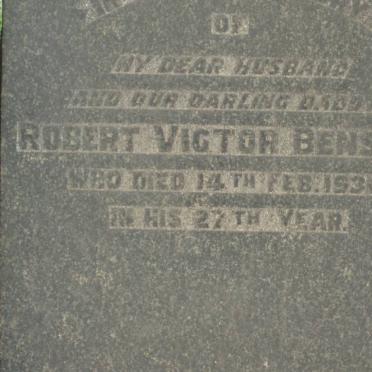 OF
MY DEAR HUSBAND
AND OUR DARLING DADD
ROBERT VICTOR BENS
WHO DIED 14TH FEB. 193
IN HIS 27TH YEAR.